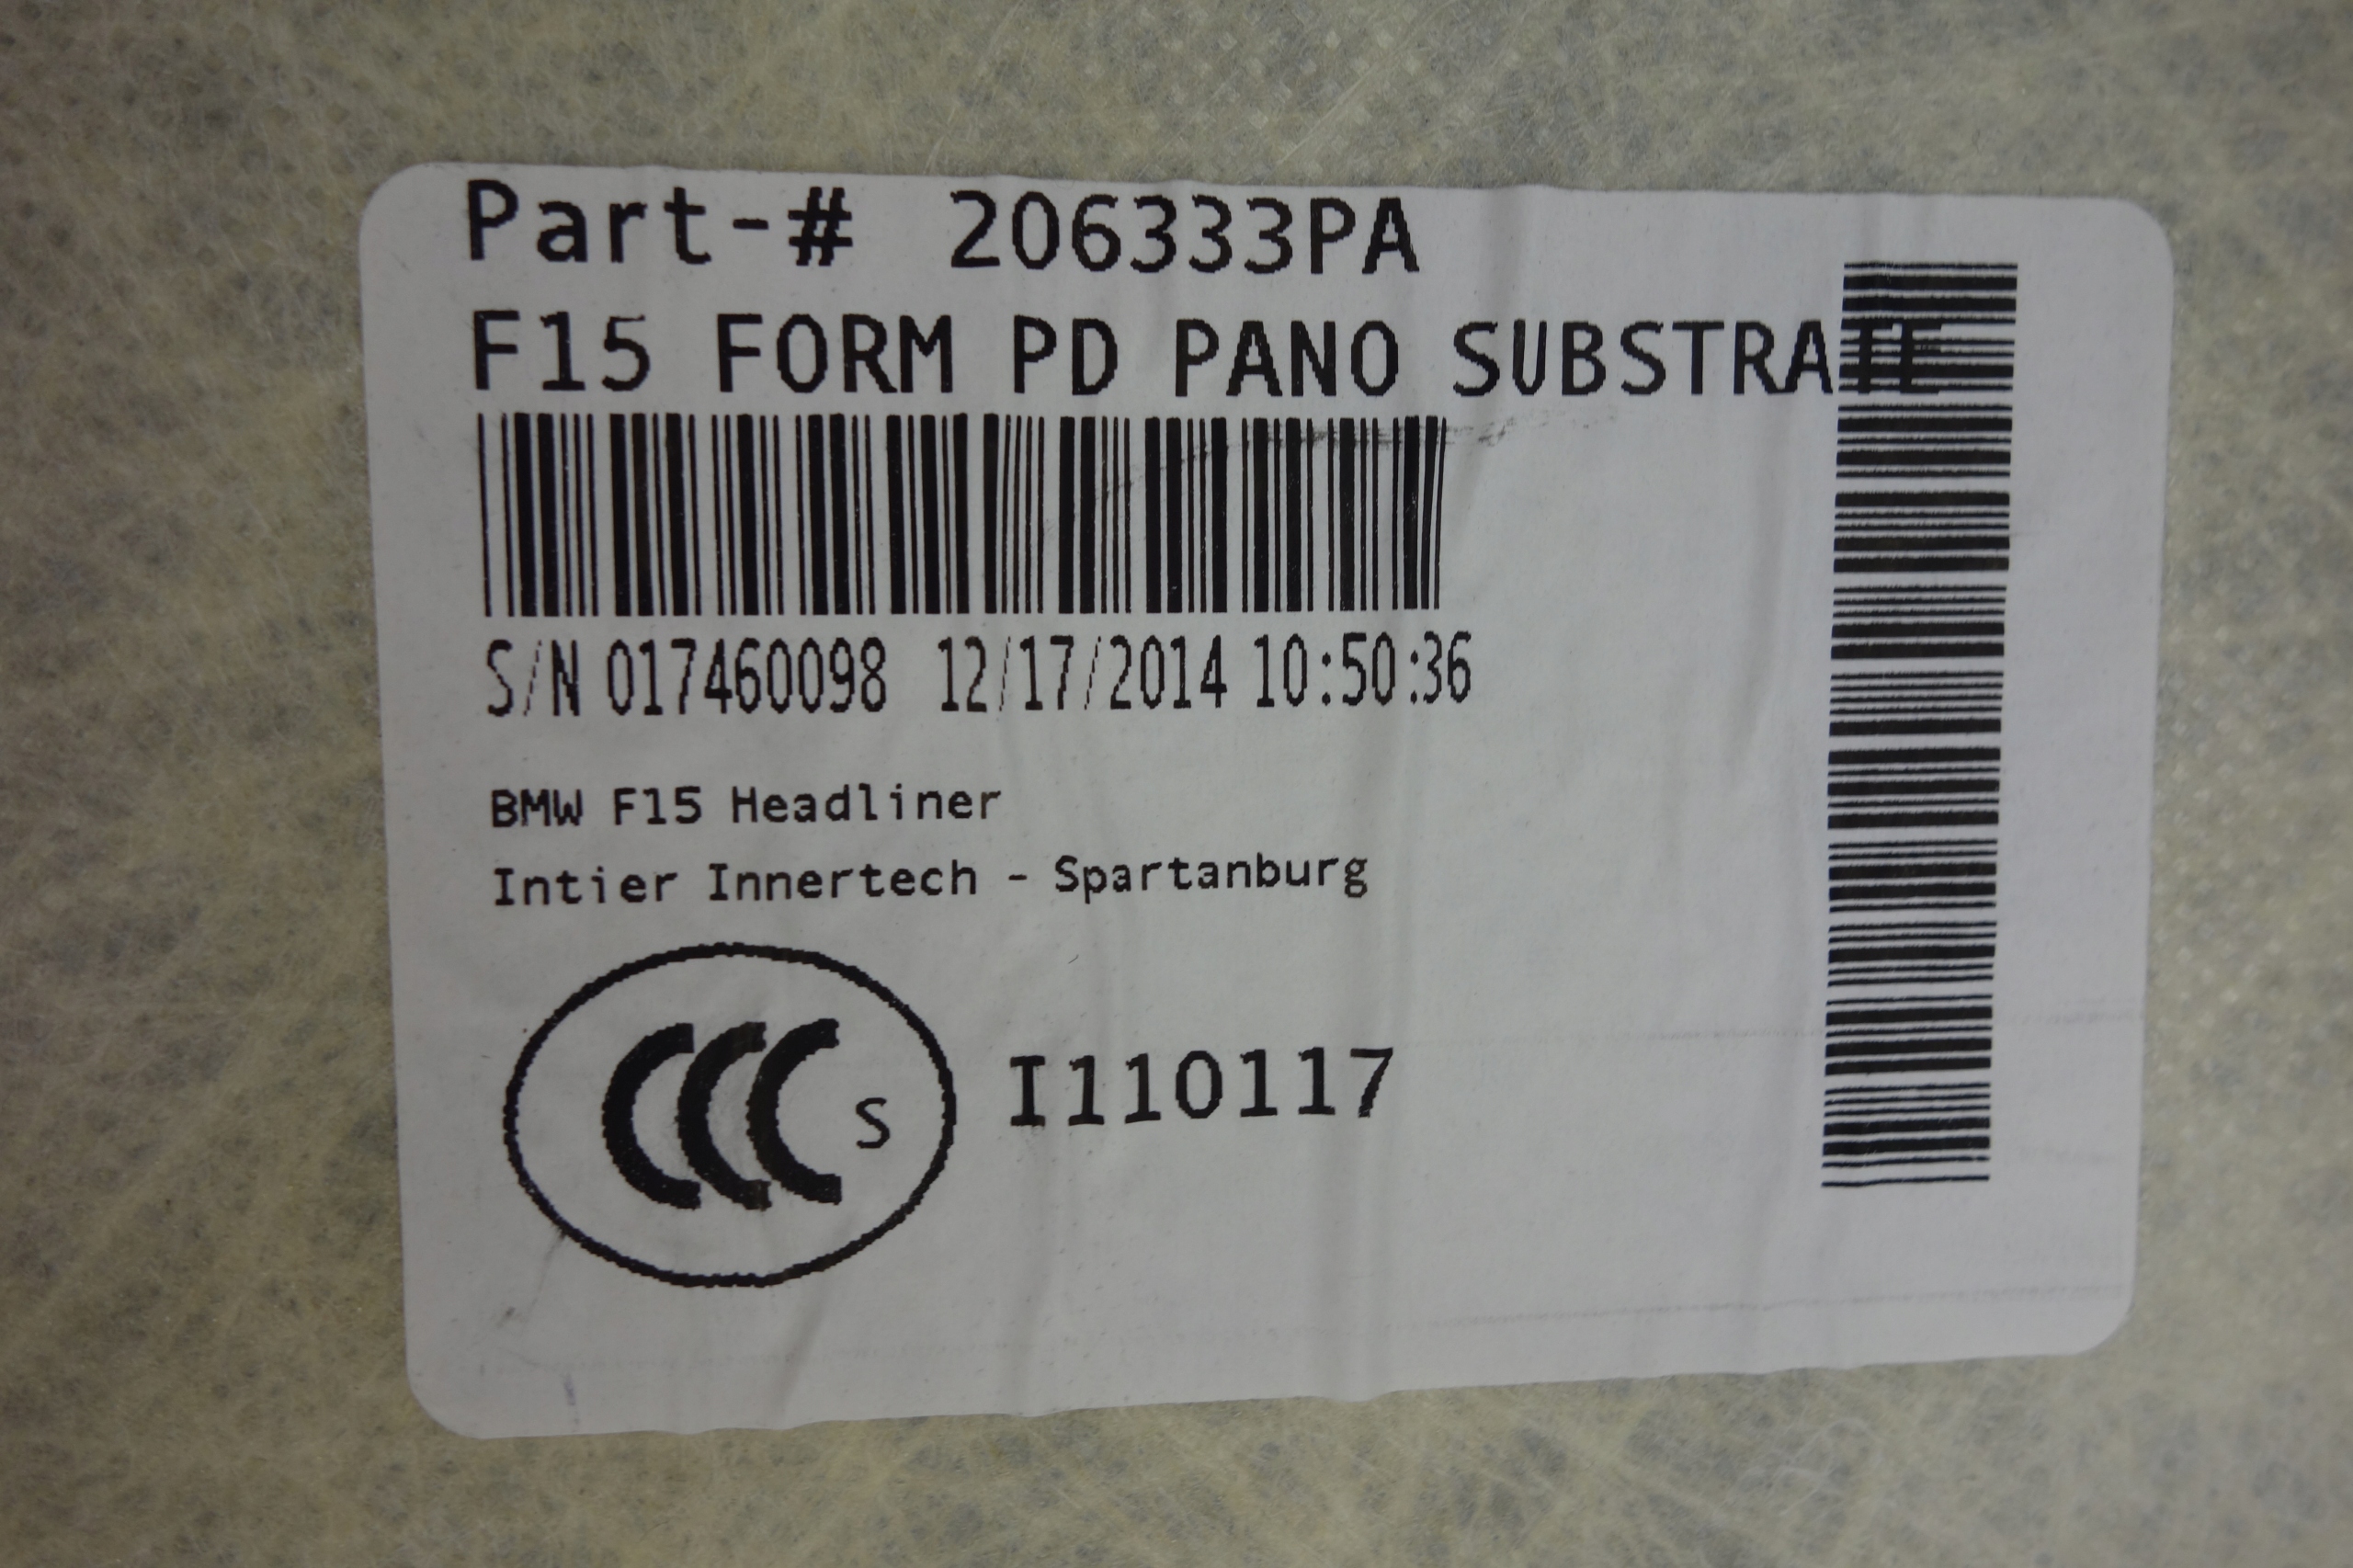 Part-# 206333PA
F15 FORM PD PANO SUBSTRATE
S/N 017460098 12/17/2014 10:50:36
BMW F15 Headliner
Intier Innertech - Spartanburg
CCC S I110117